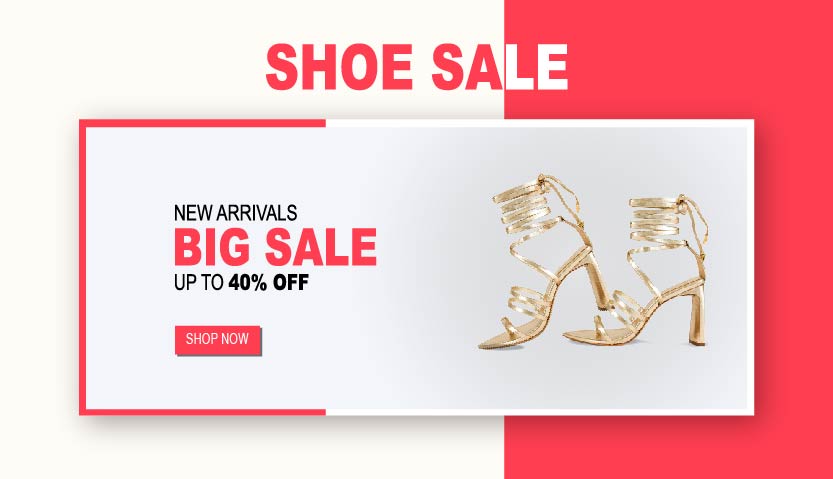 SHOE SALE
NEW ARRIVALS
BIG SALE
UP TO 40% OFF
SHOP NOW